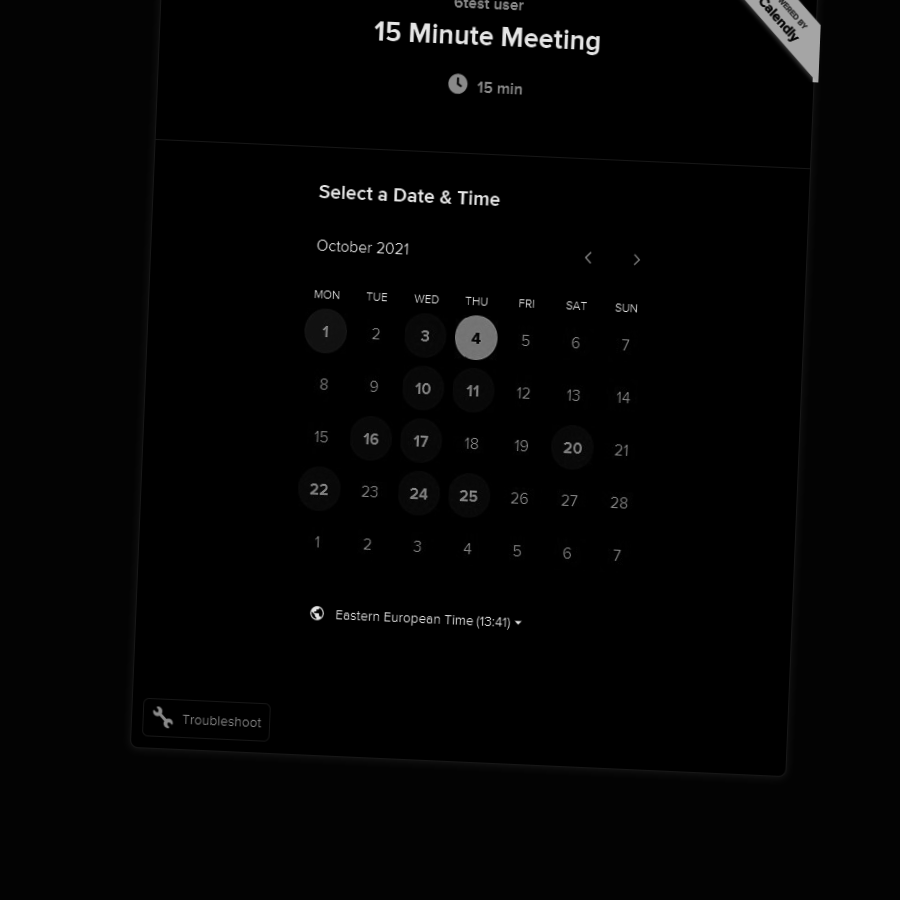 6test user
15 Minute Meeting
15 min
POWERED BY
Calendly
Select a Date & Time
October 2021
MON TUE WED THU FRI SAT SUN
1 2 3 4 5 6 7
8 9 10 11 12 13 14
15 16 17 18 19 20 21
22 23 24 25 26 27 28
1 2 3 4 5 6 7
Eastern European Time (13:41)
Troubleshoot